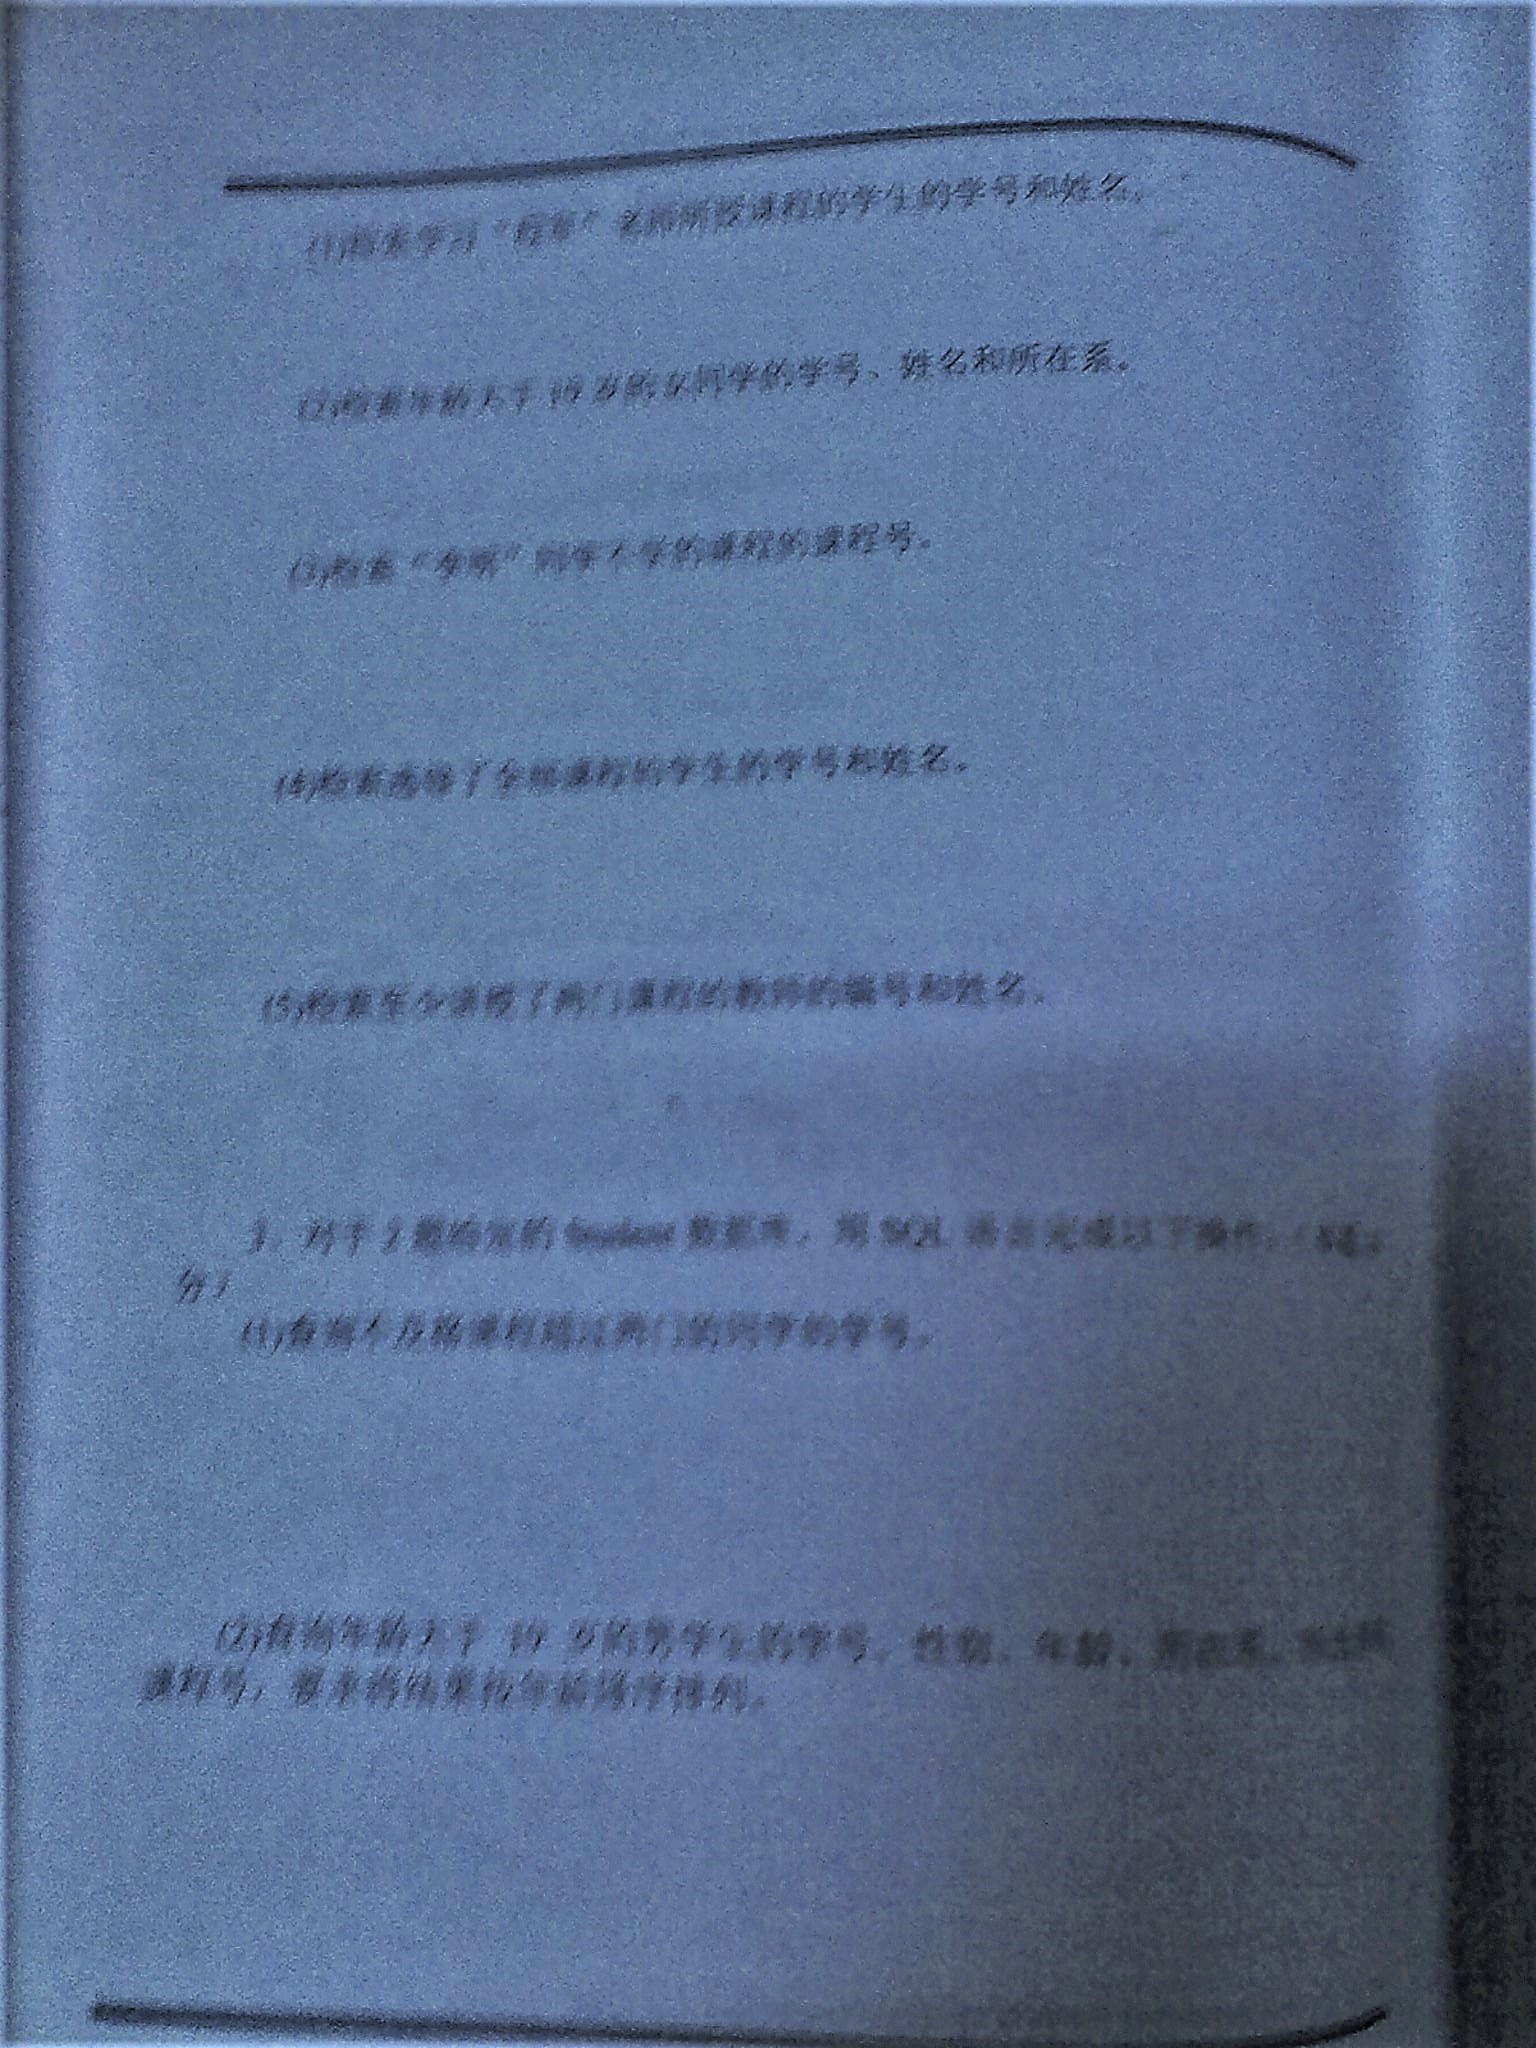 (1)检索学习“程军”老师所授课程的学生的学号和姓名。
(2)检索年龄大于 19 岁的女同学的学号、姓名和所在系。
(3)检索“ ”同学不学的课程的课程号。
(4)检索选修了全部课程的学生的学号和姓名。
(5)检索至少讲授了两门课程的教师的编号和姓名。
3、对于 2 题给定的 Student 数据库，用 SQL 语言完成以下操作。
分）
(1)查询不及格课程超过两门的同学的学号。
(2)查询年龄大于 19 岁的男学生的学号、性别、年龄、所在系、
课程号，要求将结果按年龄降序排列。